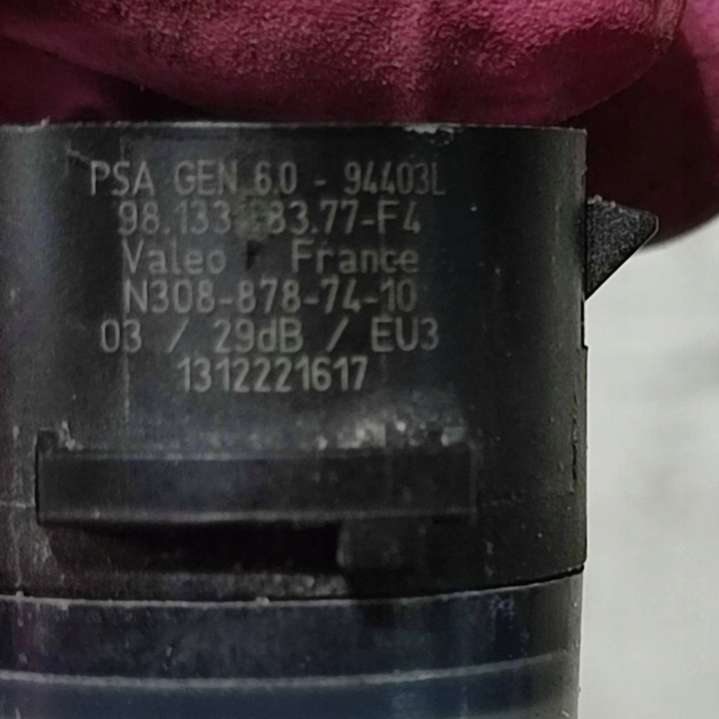 PSA GEN 6.0 - 94403L
Valeo France
N308-878-74-10
03 / 29dB / EU3
1312221617